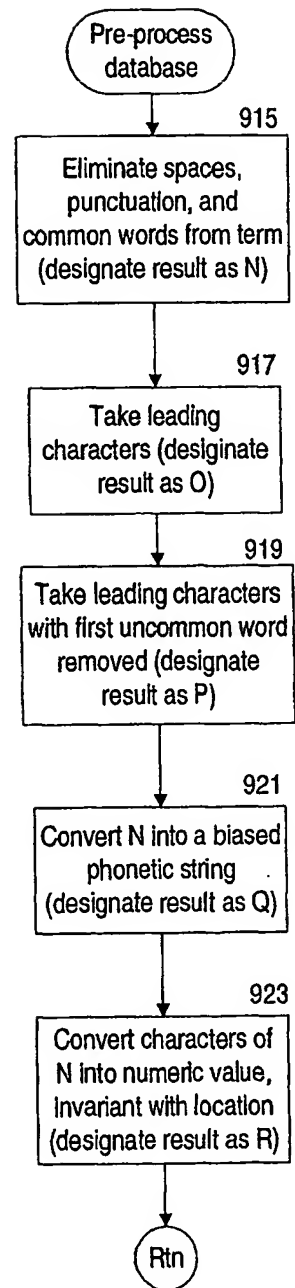 Pre-process
database
915
Eliminate spaces,
punctuation, and
common words from term
(designate result as N)
917
Take leading
characters (desiginate
result as O)
919
Take leading characters
with first uncommon word
removed (designate
result as P)
921
Convert N into a biased
phonetic string
(designate result as Q)
923
Convert characters of
N into numeric value,
invariant with location
(designate result as R)
Rtn